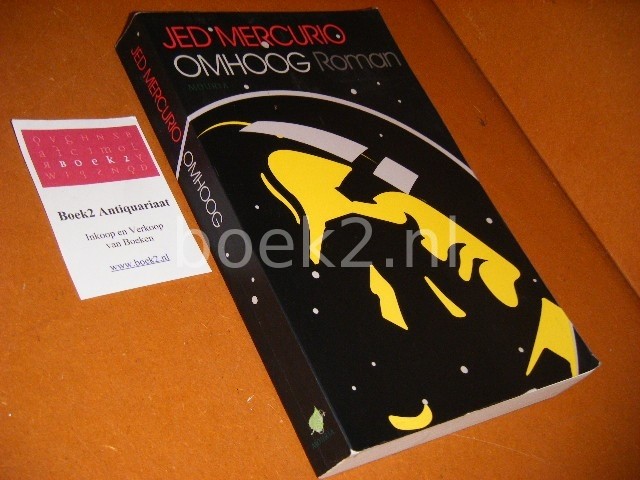 JED MERCURIO
OMHOOG Roman
MEULENHOFF
JED MERCURIO OMHOOG
BOEK2
Boek2 Antiquariaat
Inkoop en Verkoop
van Boeken
www.boek2.nl
boek2.nl